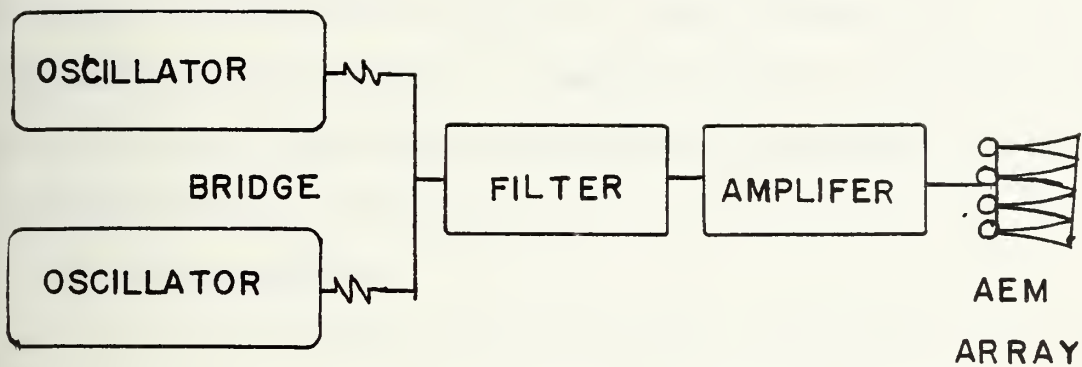 OSCILLATOR
BRIDGE
FILTER
AMPLIFER
OSCILLATOR
AEM
ARRAY